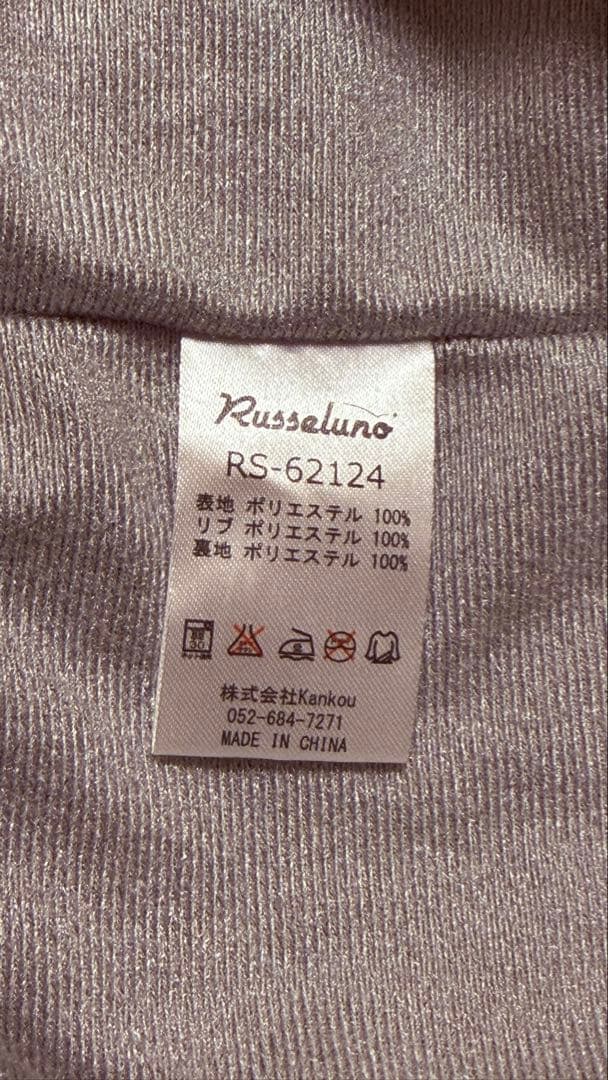 Russeluno
RS-62124
表地 ポリエステル 100%
リブ ポリエステル 100%
裏地 ポリエステル 100%
株式会社Kankou
052-684-7271
MADE IN CHINA